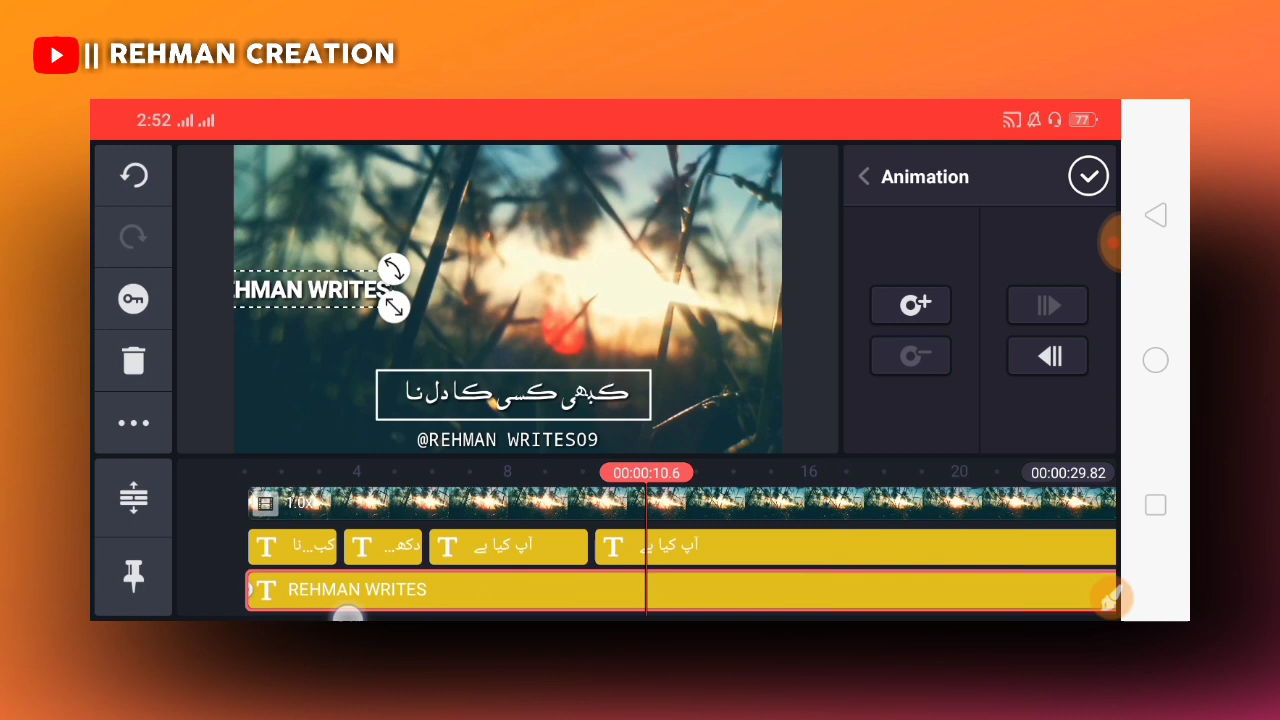 || REHMAN CREATION
2:52
77
Animation
HMAN WRITES
کبھی کسی کا دل نا
@REHMAN WRITES09
4
8
00:00:10.6
16
20
00:00:29.82
1.0x
کب...نا
دکھ...
آپ کیا ہے
آپ کیا ہے
REHMAN WRITES